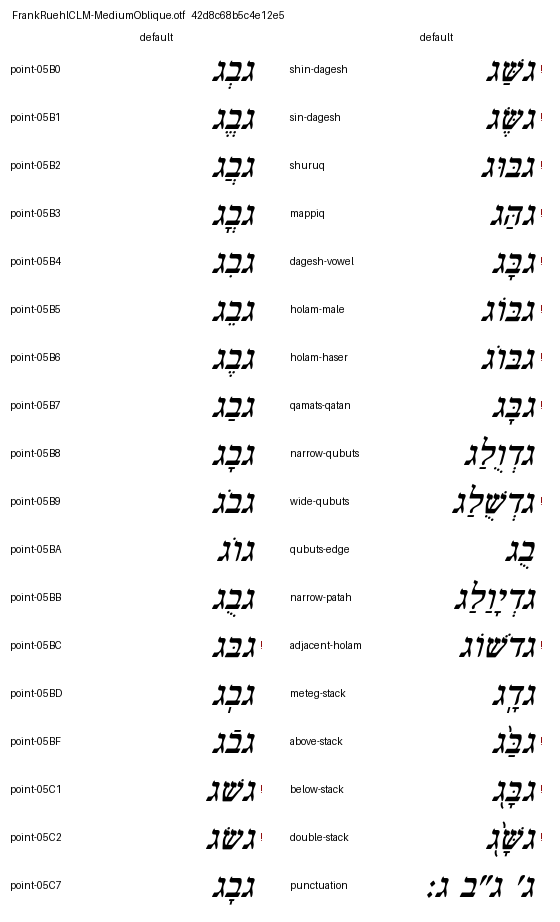 FrankRuehlCLM-MediumOblique.otf 42d8c68b5c4e12e5
default default
point-05B0 גבְג shin-dagesh גשַּׁג !
point-05B1 גבֱג sin-dagesh גשֶּׂג !
point-05B2 גבֲג shuruq גבּוּג !
point-05B3 גבֳג mappiq גהַּג !
point-05B4 גבִג dagesh-vowel גבָּג !
point-05B5 גבֵג holam-male גבּוֹג !
point-05B6 גבֶג holam-haser גבּוֺג !
point-05B7 גבַג qamats-qatan גבָׇּג !
point-05B8 גבָג narrow-qubuts גדְוֻלַג
point-05B9 גבֹג wide-qubuts גדְשֻׁלַג !
point-05BA גוֺג qubuts-edge בֻג
point-05BB גבֻג narrow-patah גדְיָוַלַג !
point-05BC גבּג ! adjacent-holam גדֹשׁוֹג !
point-05BD גבֽג meteg-stack גדָֽג
point-05BF גבֿג above-stack גבַּ֨ג !
point-05C1 גשׁג ! below-stack גבָּ֖ג !
point-05C2 גשׂג ! double-stack גשָּׁ֖֨ג !
point-05C7 גבׇג punctuation ג׳ ג״ב ג׃